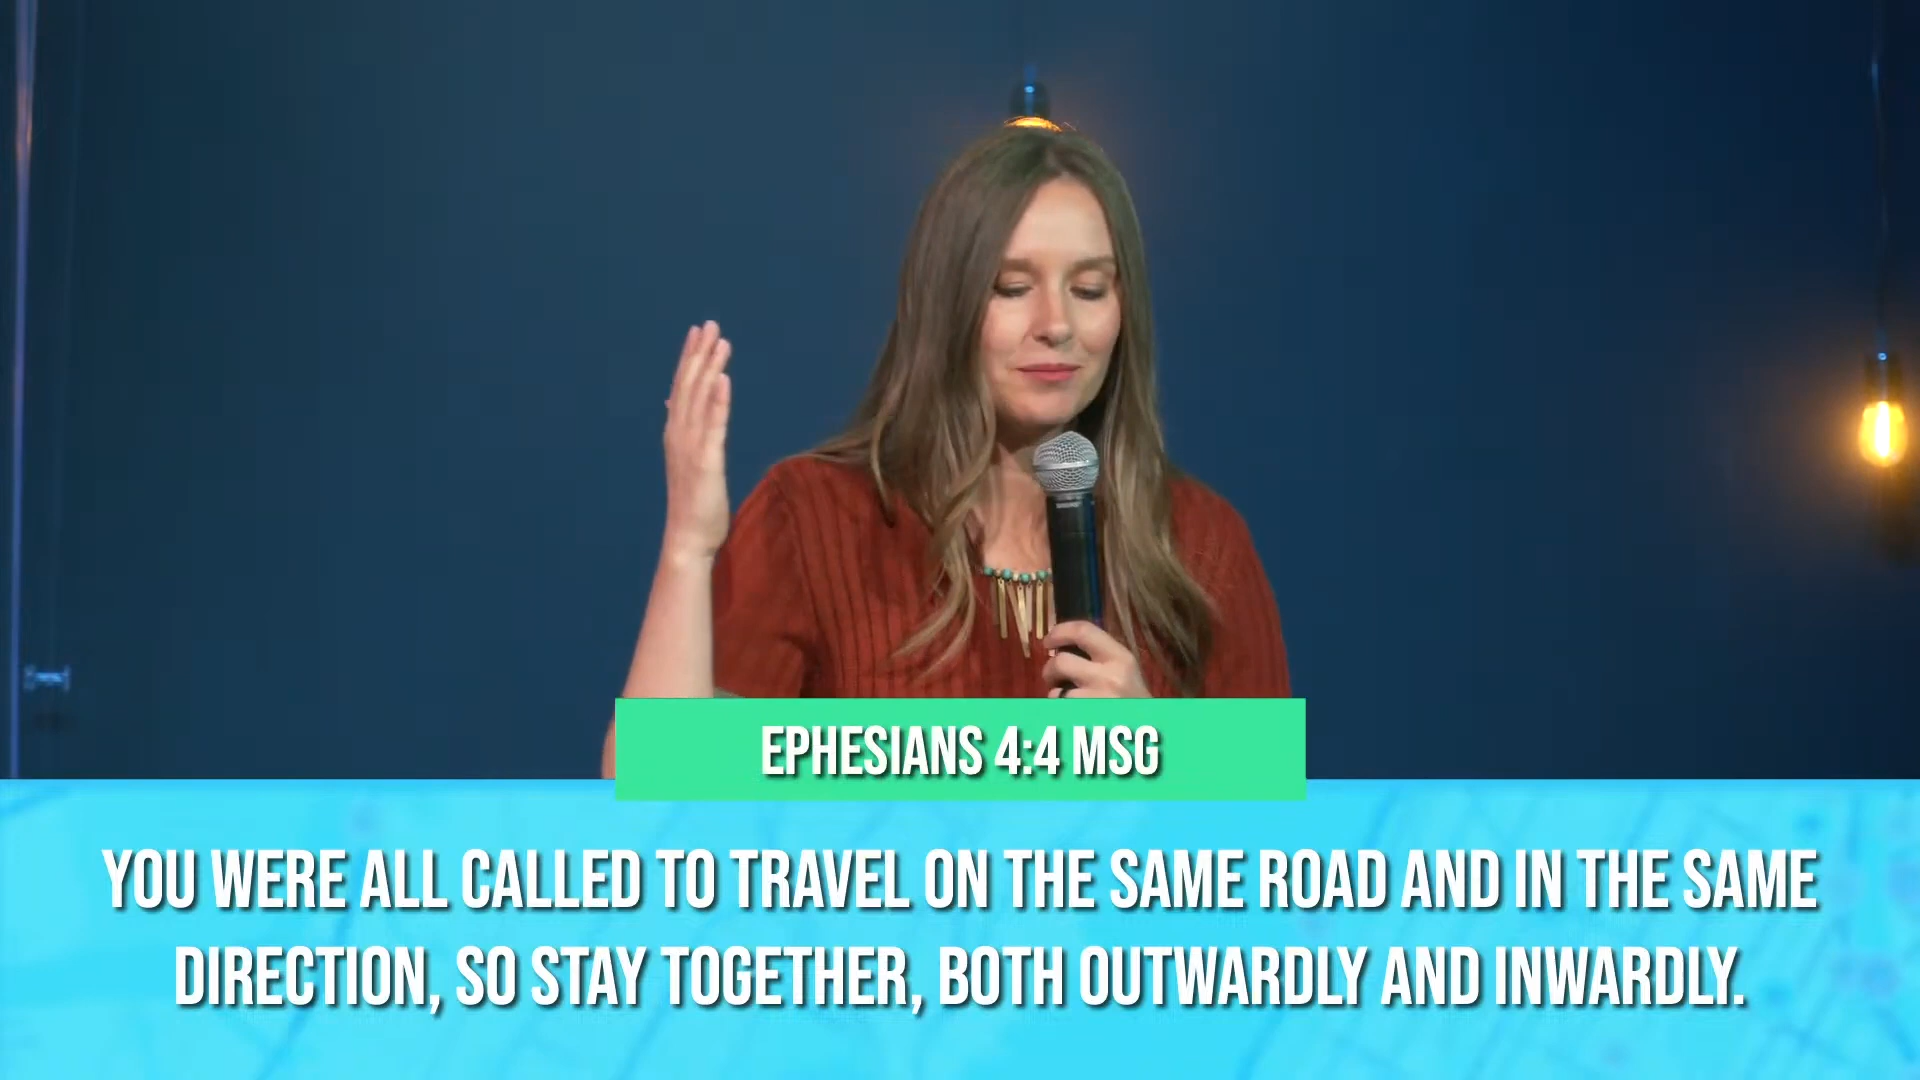 EPHESIANS 4:4 MSG
YOU WERE ALL CALLED TO TRAVEL ON THE SAME ROAD AND IN THE SAME
DIRECTION, SO STAY TOGETHER, BOTH OUTWARDLY AND INWARDLY.